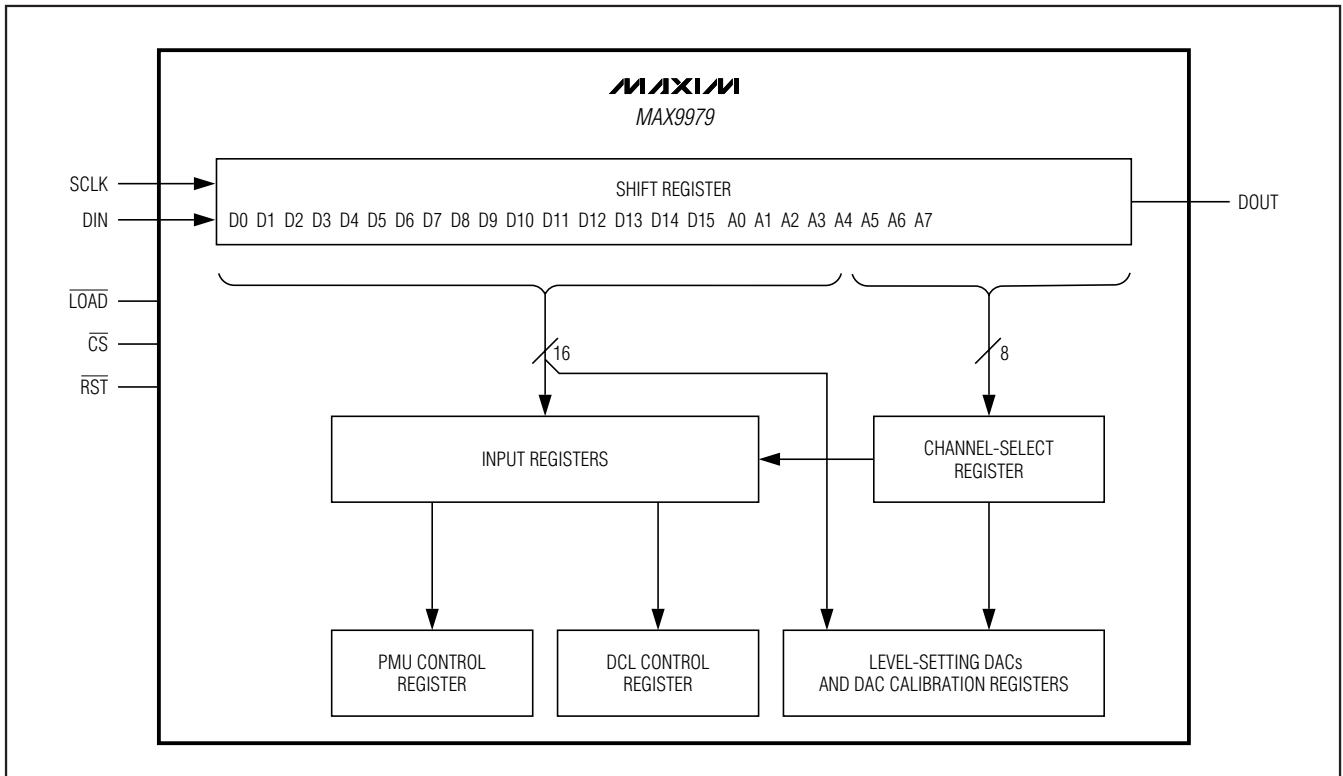 MAXIM
MAX9979
SHIFT REGISTER
D0 D1 D2 D3 D4 D5 D6 D7 D8 D9 D10 D11 D12 D13 D14 D15 A0 A1 A2 A3 A4 A5 A6 A7
SCLK
DIN
DOUT
LOAD
CS
RST
16
8
INPUT REGISTERS
CHANNEL-SELECT
REGISTER
PMU CONTROL
REGISTER
DCL CONTROL
REGISTER
LEVEL-SETTING DACs
AND DAC CALIBRATION REGISTERS